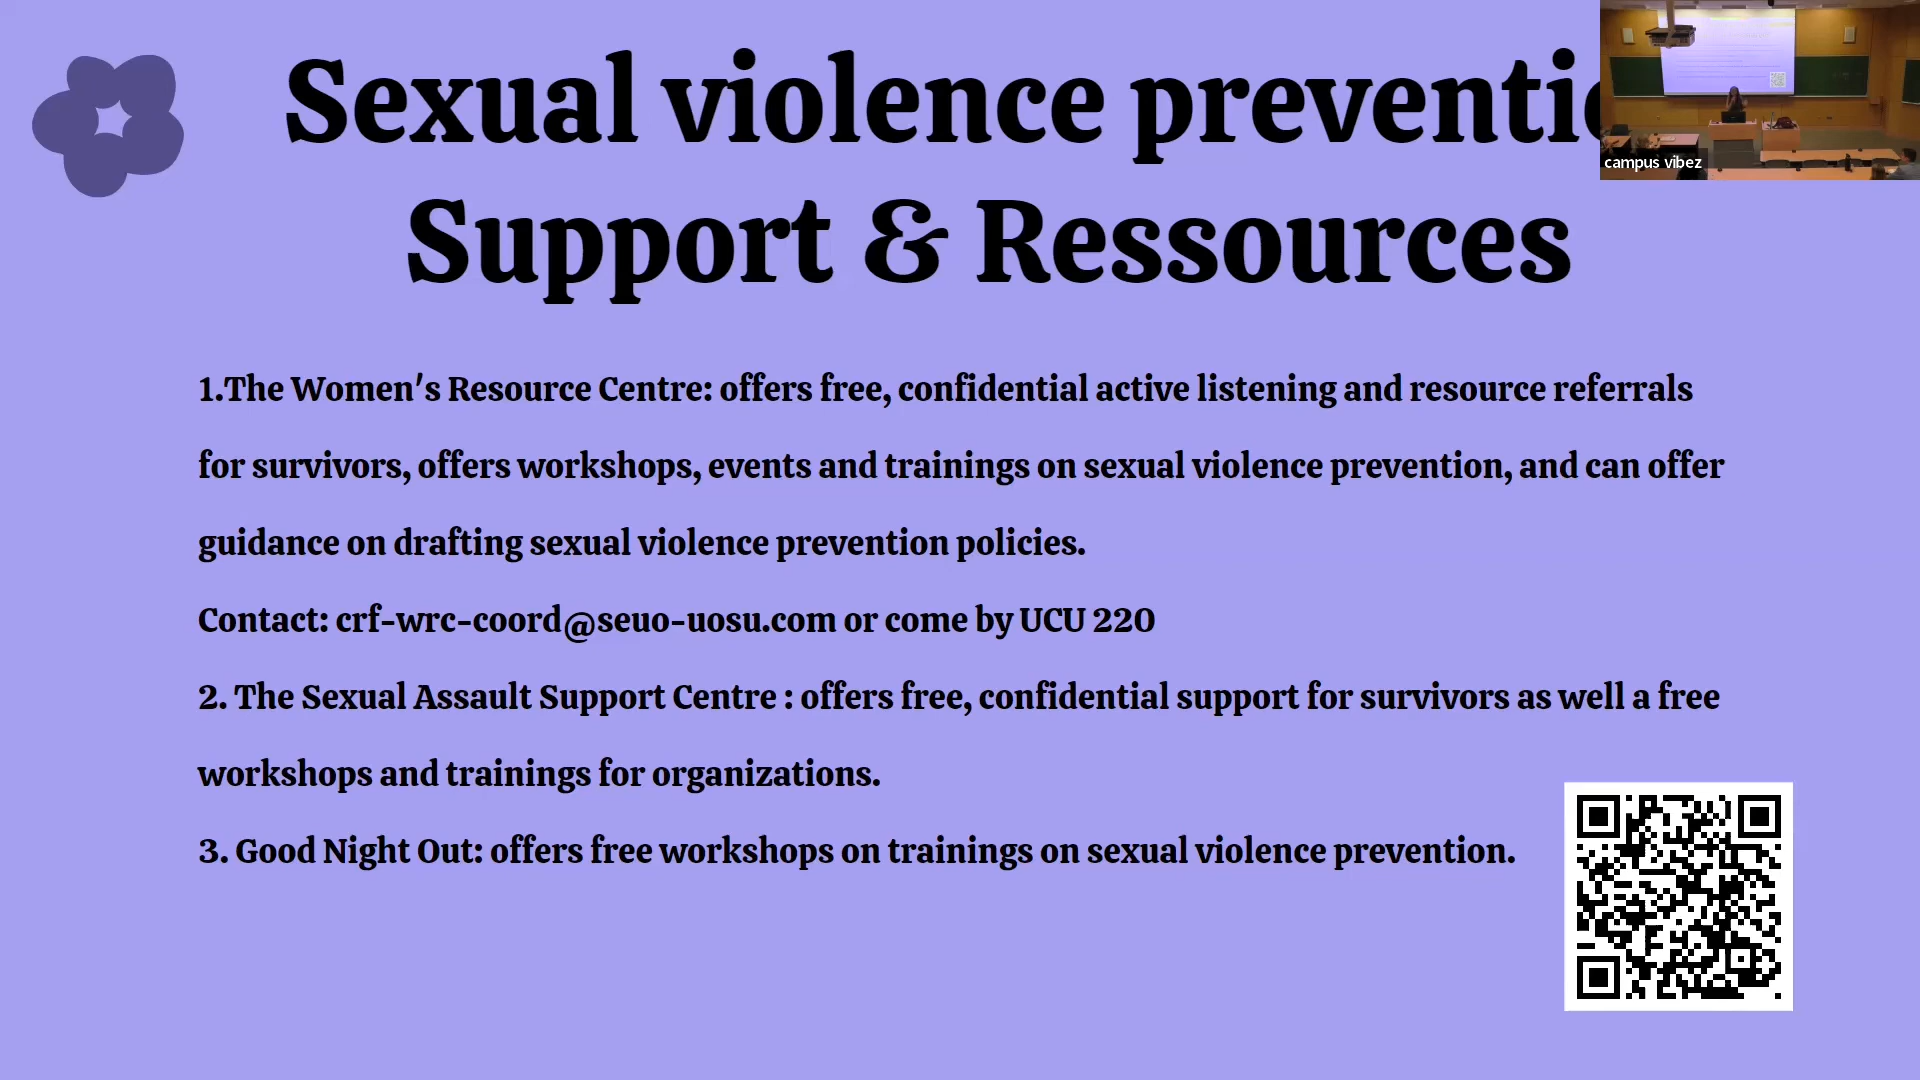 Sexual violence preventio
Support & Ressources
campus vibez
1.The Women's Resource Centre: offers free, confidential active listening and resource referrals
for survivors, offers workshops, events and trainings on sexual violence prevention, and can offer
guidance on drafting sexual violence prevention policies.
Contact: crf-wrc-coord@seuo-uosu.com or come by UCU 220
2. The Sexual Assault Support Centre : offers free, confidential support for survivors as well a free
workshops and trainings for organizations.
3. Good Night Out: offers free workshops on trainings on sexual violence prevention.